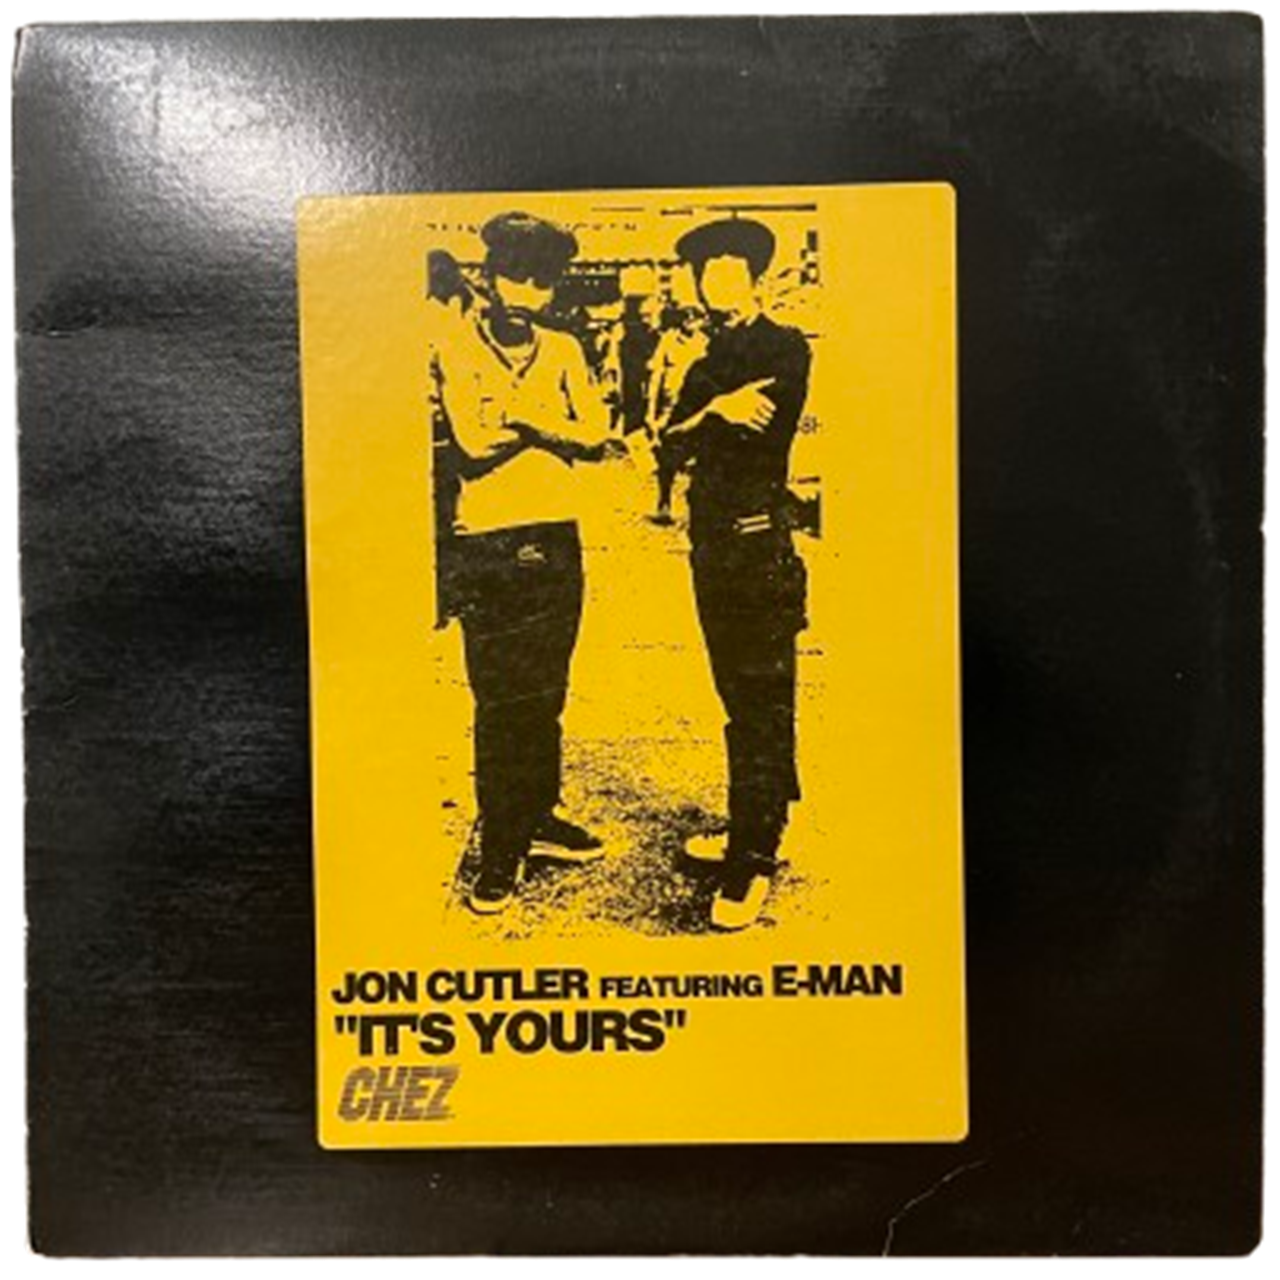 JON CUTLER FEATURING E-MAN
"IT'S YOURS"
CHEZ